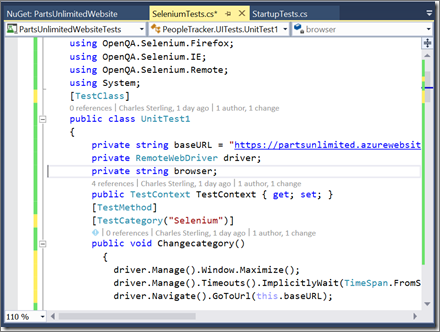 NuGet: PartsUnlimitedWebsite SeleniumTests.cs* StartupTests.cs
PartsUnlimitedWebsiteTests PeopleTracker.UITests.UnitTest1 browser
using OpenQA.Selenium.Firefox;
using OpenQA.Selenium.IE;
using OpenQA.Selenium.Remote;
using System;
[TestClass]
0 references | Charles Sterling, 1 day ago | 1 author, 1 change
public class UnitTest1
{
private string baseURL = "https://partsunlimited.azurewebsit
private RemoteWebDriver driver;
private string browser;
4 references | Charles Sterling, 1 day ago | 1 author, 1 change
public TestContext TestContext { get; set; }
[TestMethod]
[TestCategory("Selenium")]
0 references | Charles Sterling, 1 day ago | 1 author, 1 change
public void Changecategory()
{
driver.Manage().Window.Maximize();
driver.Manage().Timeouts().ImplicitlyWait(TimeSpan.FromS
driver.Navigate().GoToUrl(this.baseURL);
110 %